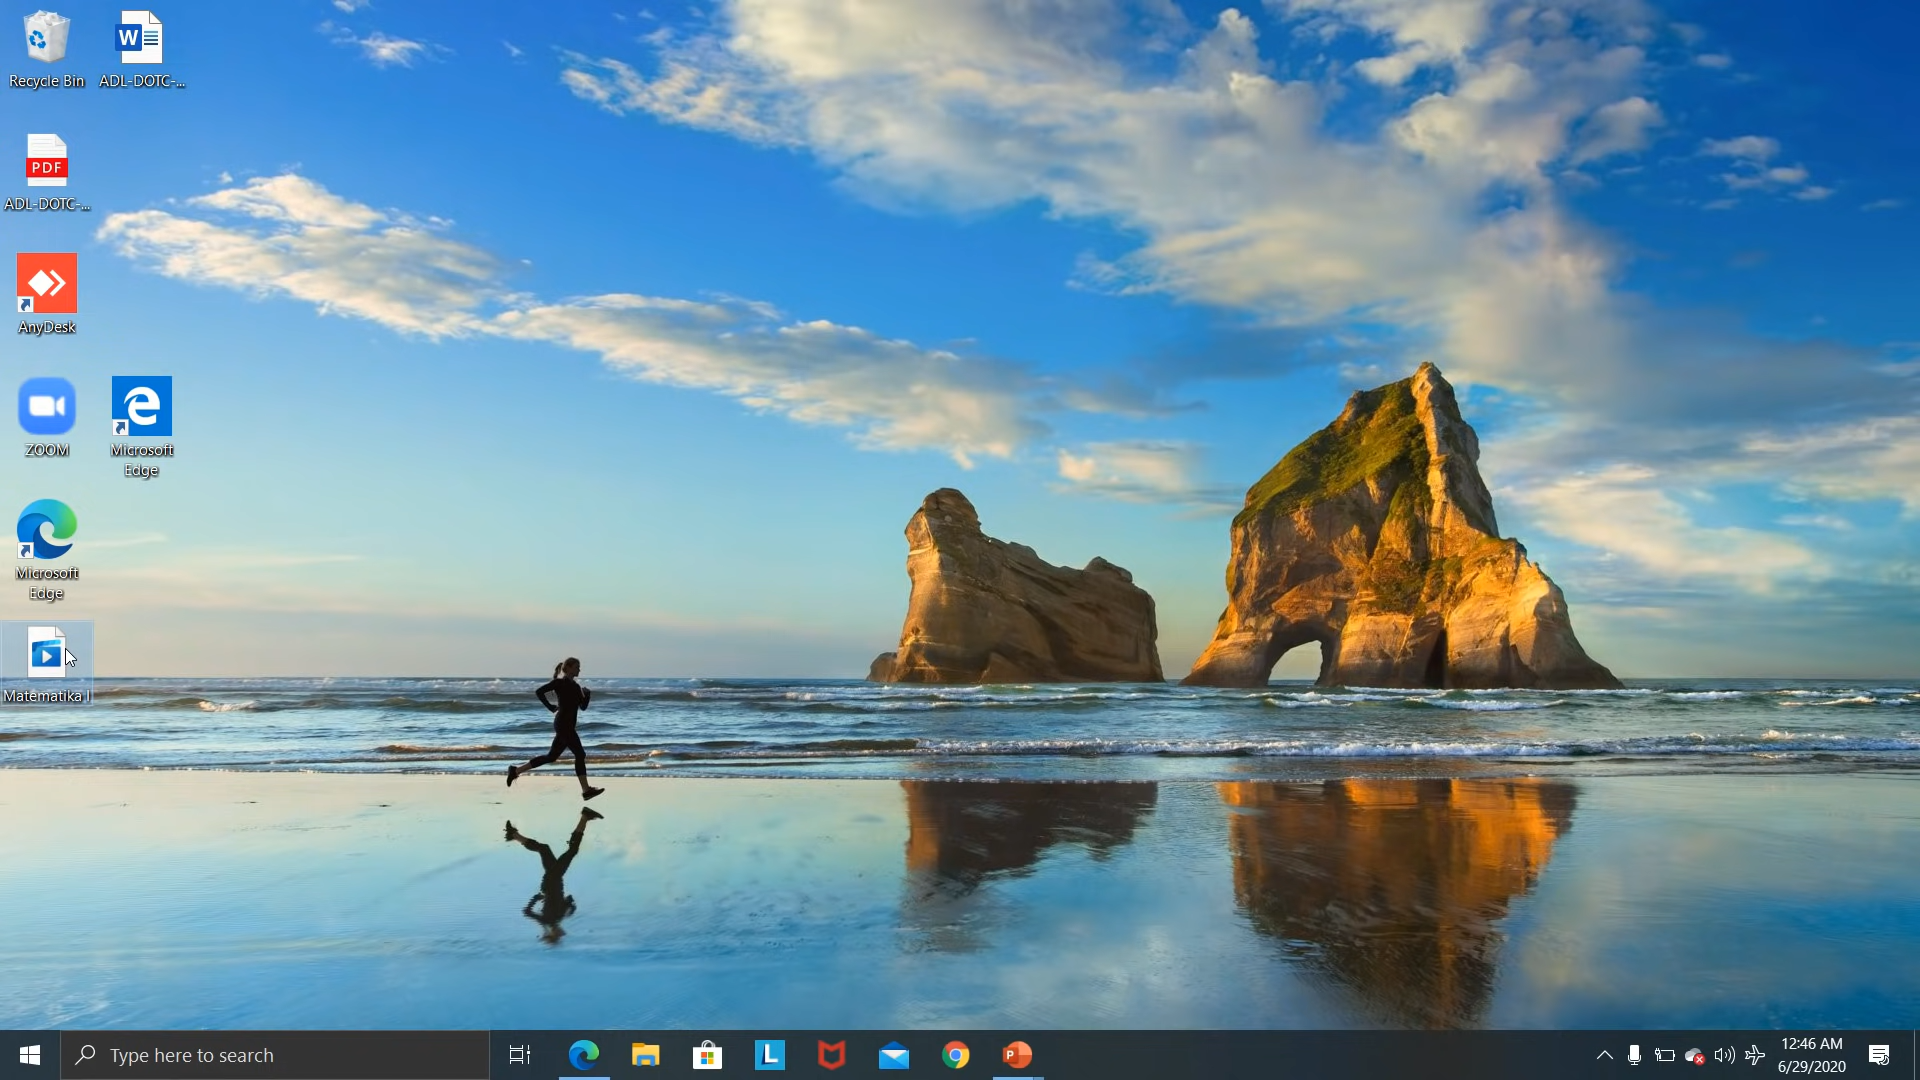 Recycle Bin
W
ADL-DOTC-...
PDF
ADL-DOTC-...
AnyDesk
ZOOM
Microsoft
Edge
Microsoft
Edge
Matematika I
Type here to search
L
P
12:46 AM
6/29/2020